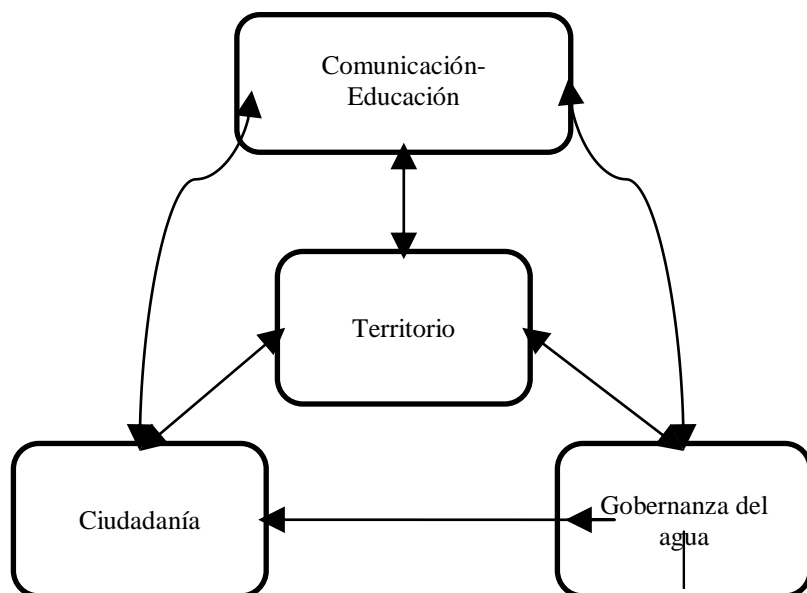 Comunicación-
Educación
Territorio
Ciudadanía
Gobernanza del
agua